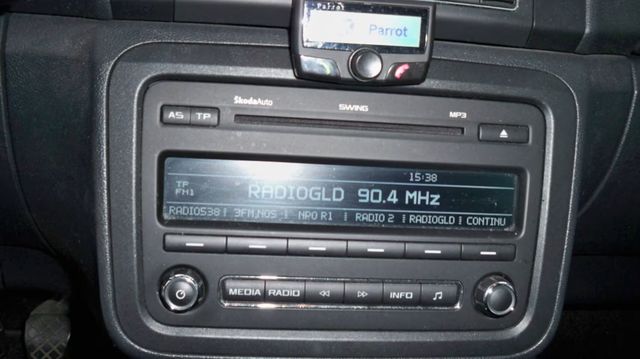 Parrot
Parrot
ŠkodaAuto SWING MP3
AS TP
15:38
TP
FM1
RADIOGLD 90.4 MHz
RADIO538 3FM,NOS NPO R1 RADIO 2 RADIOGLD CONTINU
MEDIA RADIO INFO